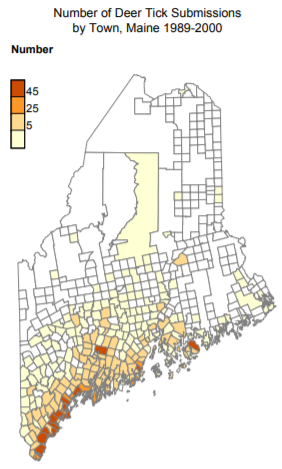 Number of Deer Tick Submissions
by Town, Maine 1989-2000
Number
45
25
5